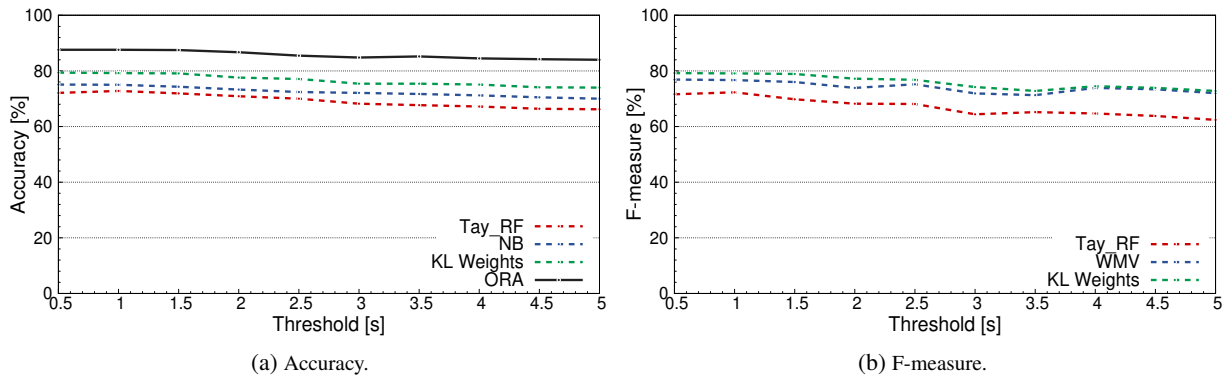 100
80
60
40
20
0
Accuracy [%]
Tay_RF
NB
KL Weights
ORA
0.5 1 1.5 2 2.5 3 3.5 4 4.5 5
Threshold [s]
(a) Accuracy.
100
80
60
40
20
0
F-measure [%]
Tay_RF
WMV
KL Weights
0.5 1 1.5 2 2.5 3 3.5 4 4.5 5
Threshold [s]
(b) F-measure.